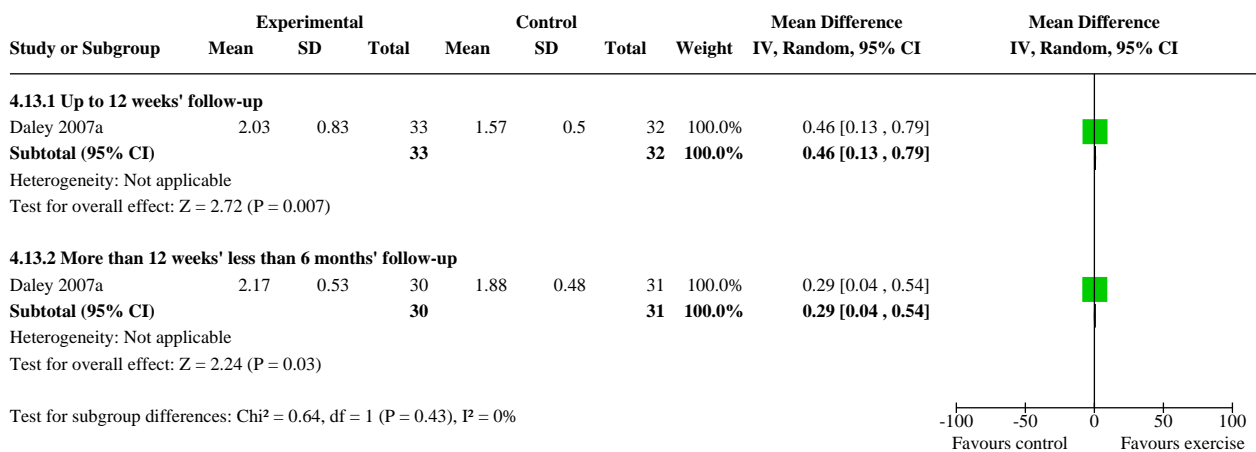 Experimental Control Mean Difference Mean Difference
Study or Subgroup Mean SD Total Mean SD Total Weight IV, Random, 95% CI IV, Random, 95% CI
4.13.1 Up to 12 weeks' follow-up
Daley 2007a 2.03 0.83 33 1.57 0.5 32 100.0% 0.46 [0.13 , 0.79]
Subtotal (95% CI) 33 32 100.0% 0.46 [0.13 , 0.79]
Heterogeneity: Not applicable
Test for overall effect: Z = 2.72 (P = 0.007)
4.13.2 More than 12 weeks' less than 6 months' follow-up
Daley 2007a 2.17 0.53 30 1.88 0.48 31 100.0% 0.29 [0.04 , 0.54]
Subtotal (95% CI) 30 31 100.0% 0.29 [0.04 , 0.54]
Heterogeneity: Not applicable
Test for overall effect: Z = 2.24 (P = 0.03)
Test for subgroup differences: Chi² = 0.64, df = 1 (P = 0.43), I² = 0%
-100 -50 0 50 100
Favours control Favours exercise